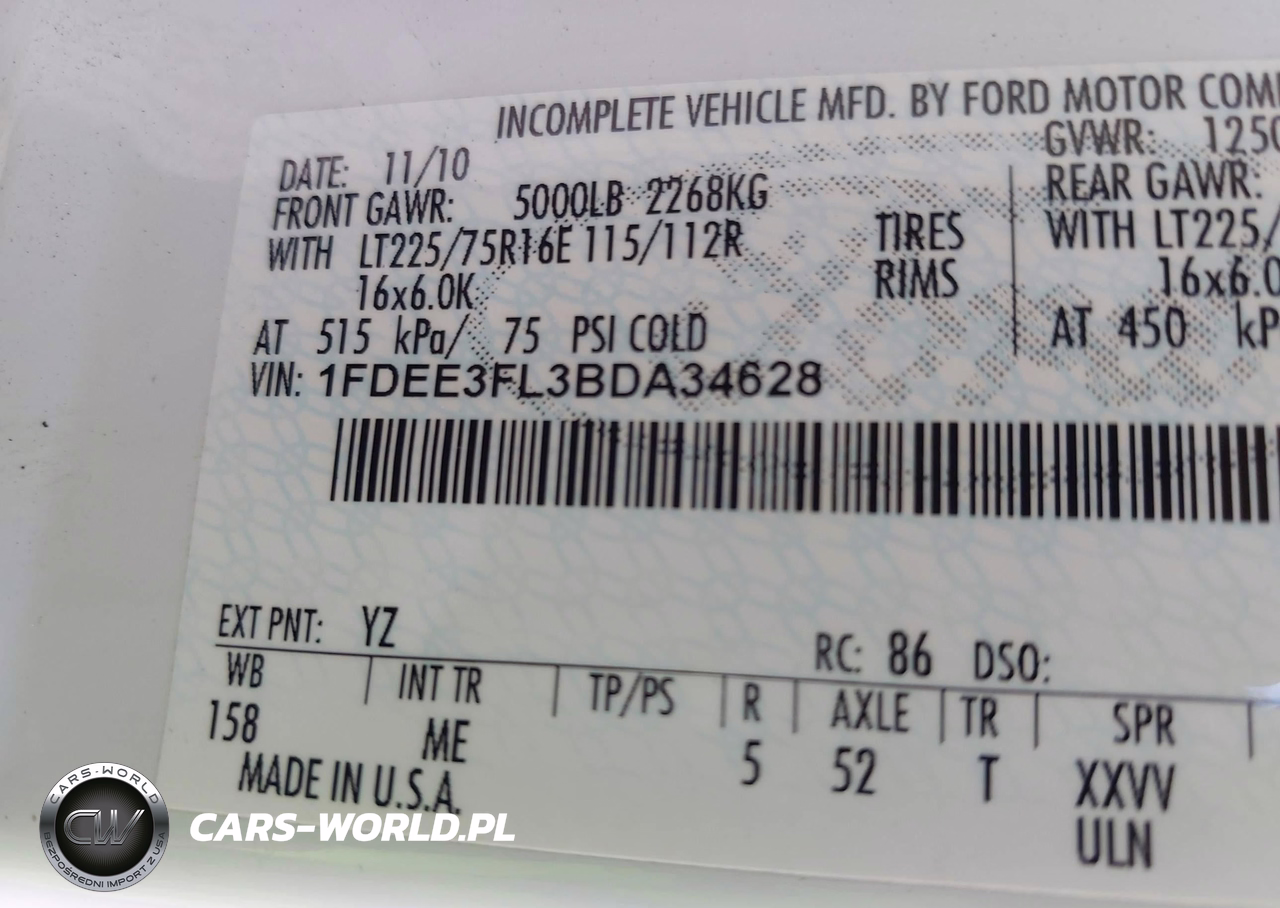 INCOMPLETE VEHICLE MFD. BY FORD MOTOR COM
DATE: 11/10 GVWR: 1250
FRONT GAWR: 5000LB 2268KG REAR GAWR:
WITH LT225/75R16E 115/112R TIRES WITH LT225/
16x6.0K RIMS 16x6.0
AT 515 kPa/ 75 PSI COLD AT 450 kP
VIN: 1FDEE3FL3BDA34628
EXT PNT: YZ RC: 86 DSO:
WB INT TR TP/PS R AXLE TR SPR
158 ME 5 52 T XXVV
MADE IN U.S.A. ULN
CARS-WORLD
CW
BEZPOŚREDNI IMPORT Z USA
CARS-WORLD.PL